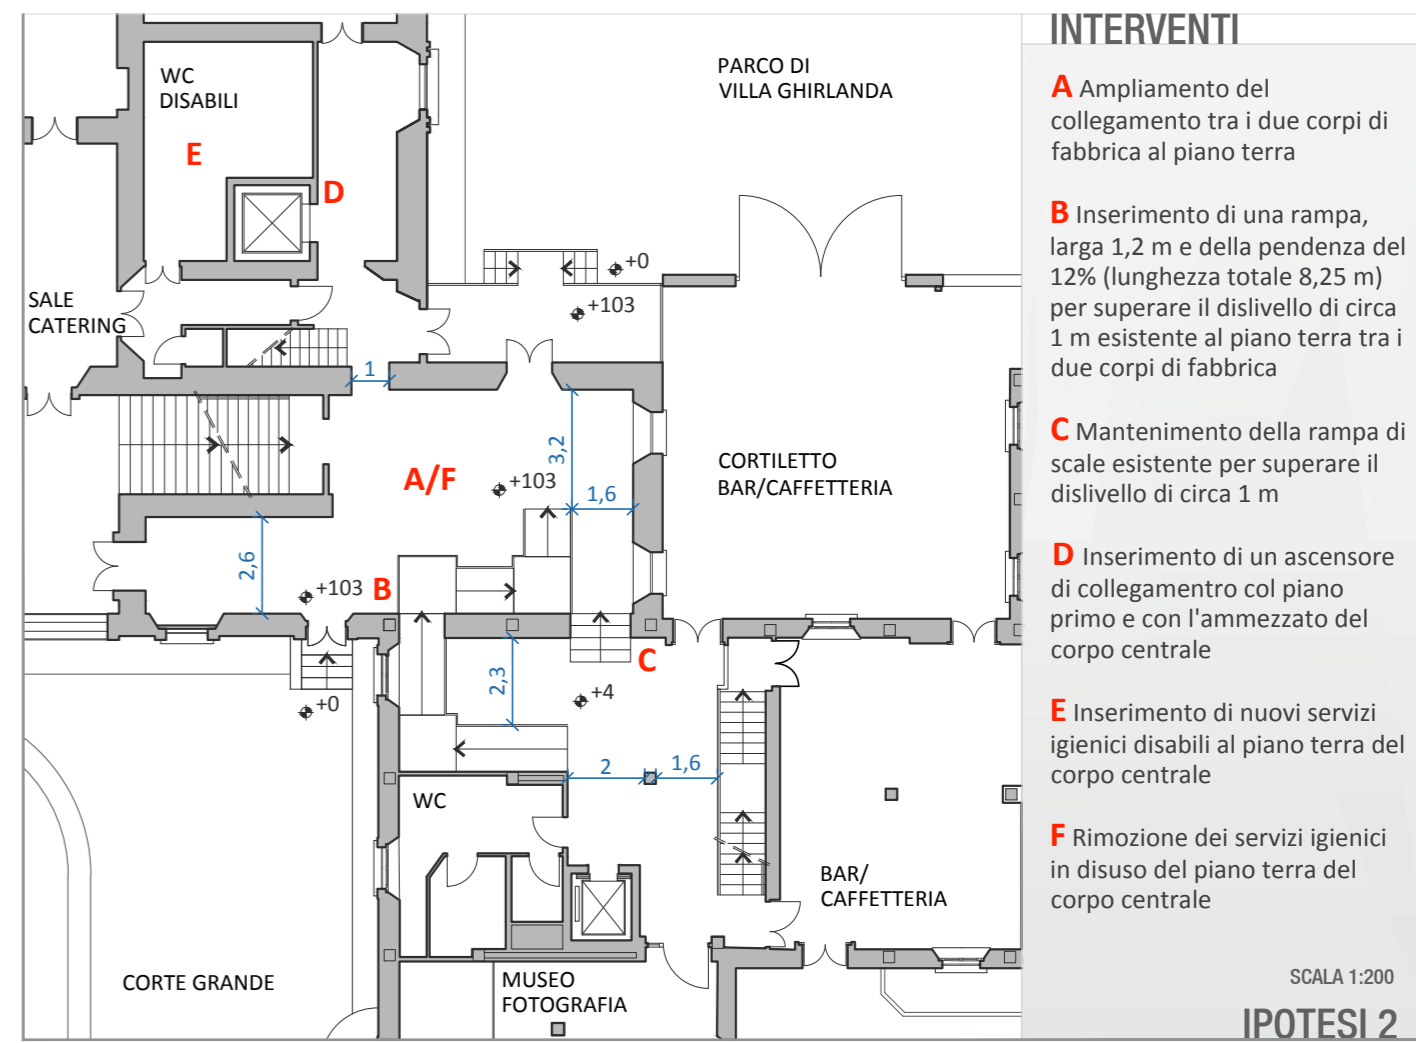 WC
DISABILI
E
D
PARCO DI
VILLA GHIRLANDA
+0
+103
SALE
CATERING
1
3,2
A/F
+103
1,6
CORTILETTO
BAR/CAFFETTERIA
2,6
+103
B
C
+0
2,3
+4
2
1,6
WC
BAR/
CAFFETTERIA
CORTE GRANDE
MUSEO
FOTOGRAFIA
INTERVENTI
A Ampliamento del
collegamento tra i due corpi di
fabbrica al piano terra
B Inserimento di una rampa,
larga 1,2 m e della pendenza del
12% (lunghezza totale 8,25 m)
per superare il dislivello di circa
1 m esistente al piano terra tra i
due corpi di fabbrica
C Mantenimento della rampa di
scale esistente per superare il
dislivello di circa 1 m
D Inserimento di un ascensore
di collegamentro col piano
primo e con l'ammezzato del
corpo centrale
E Inserimento di nuovi servizi
igienici disabili al piano terra del
corpo centrale
F Rimozione dei servizi igienici
in disuso del piano terra del
corpo centrale
SCALA 1:200
IPOTESI 2